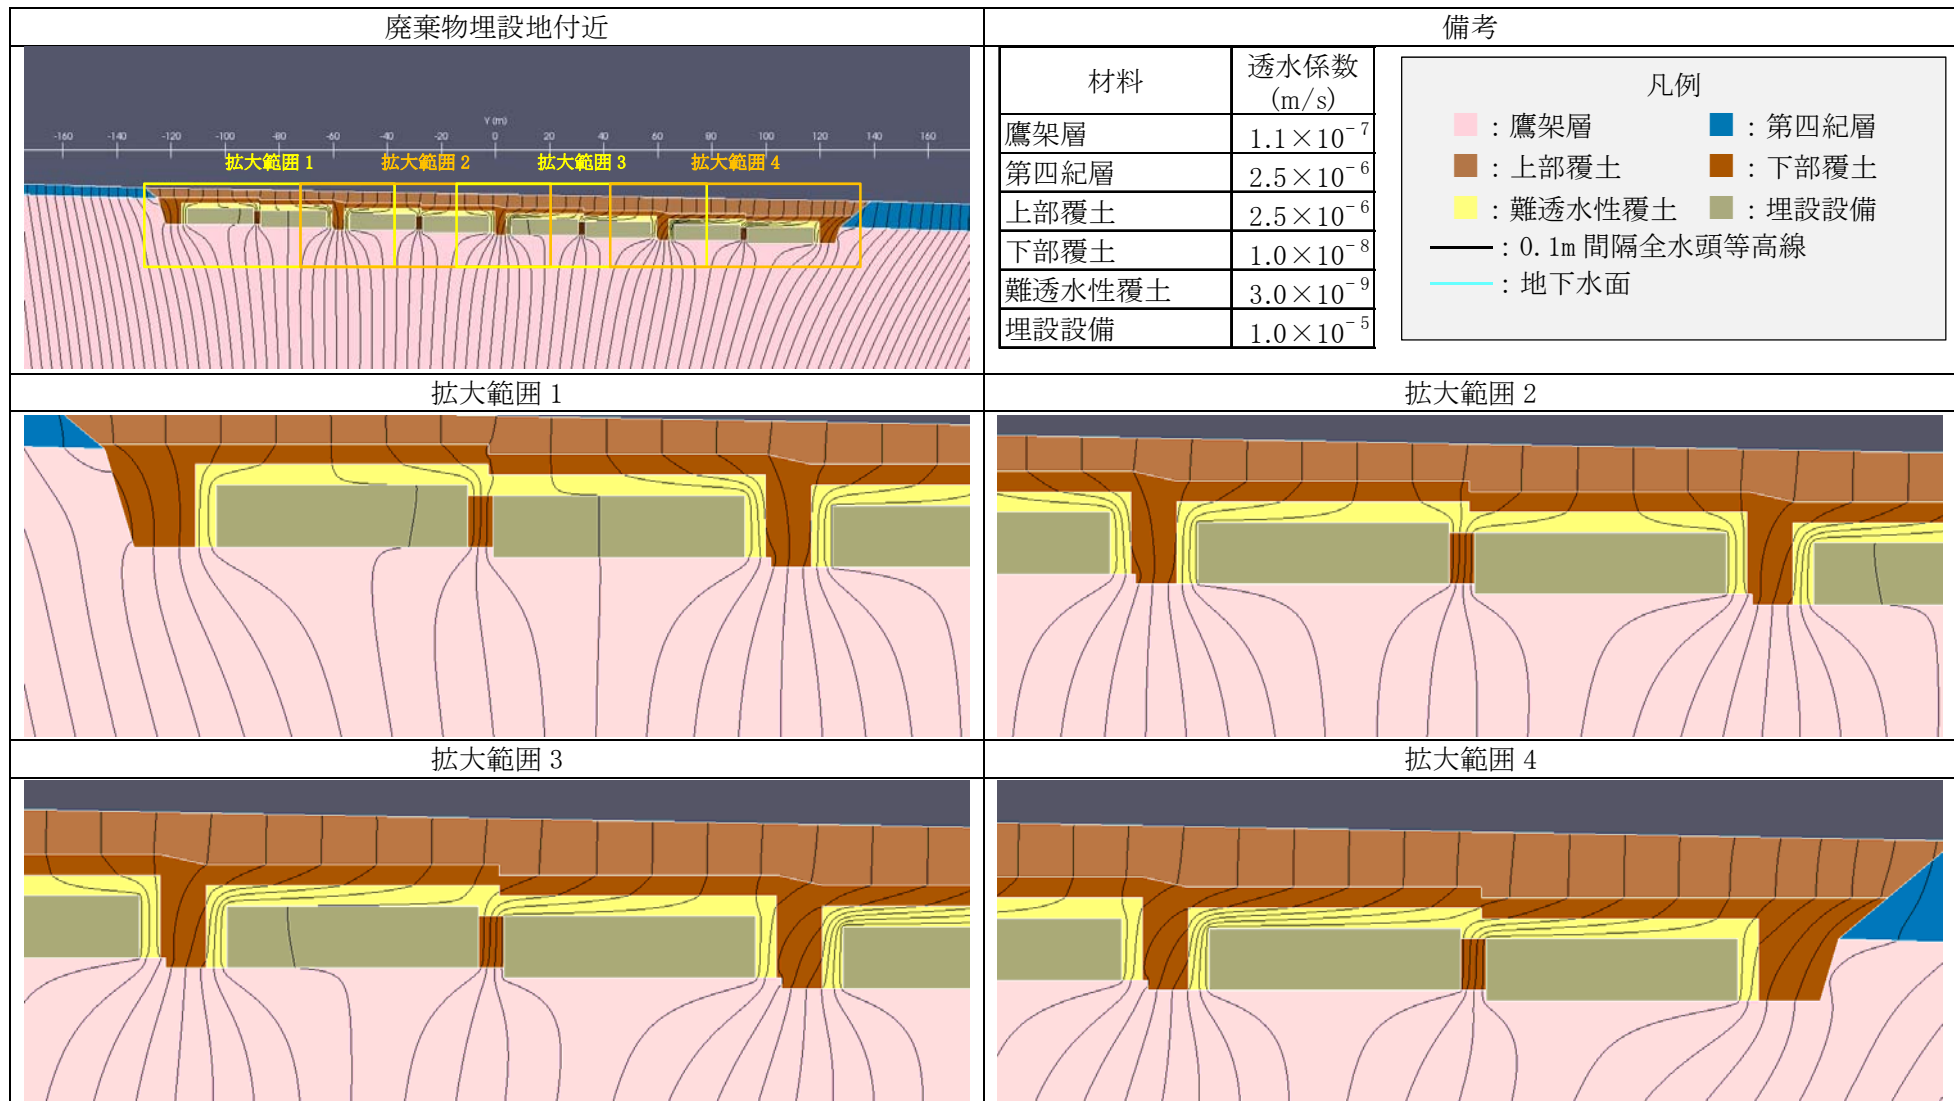 廃棄物埋設地付近
備考
Y (m)
-160 -140 -120 -100 -80 -60 -40 -20 0 20 40 60 80 100 120 140 160
拡大範囲 1 拡大範囲 2 拡大範囲 3 拡大範囲 4
材料 透水係数 (m/s)
鷹架層 1.1×10⁻⁷
第四紀層 2.5×10⁻⁶
上部覆土 2.5×10⁻⁶
下部覆土 1.0×10⁻⁸
難透水性覆土 3.0×10⁻⁹
埋設設備 1.0×10⁻⁵
凡例
：鷹架層 ：第四紀層
：上部覆土 ：下部覆土
：難透水性覆土 ：埋設設備
：0.1m 間隔全水頭等高線
：地下水面
拡大範囲 1
拡大範囲 2
拡大範囲 3
拡大範囲 4